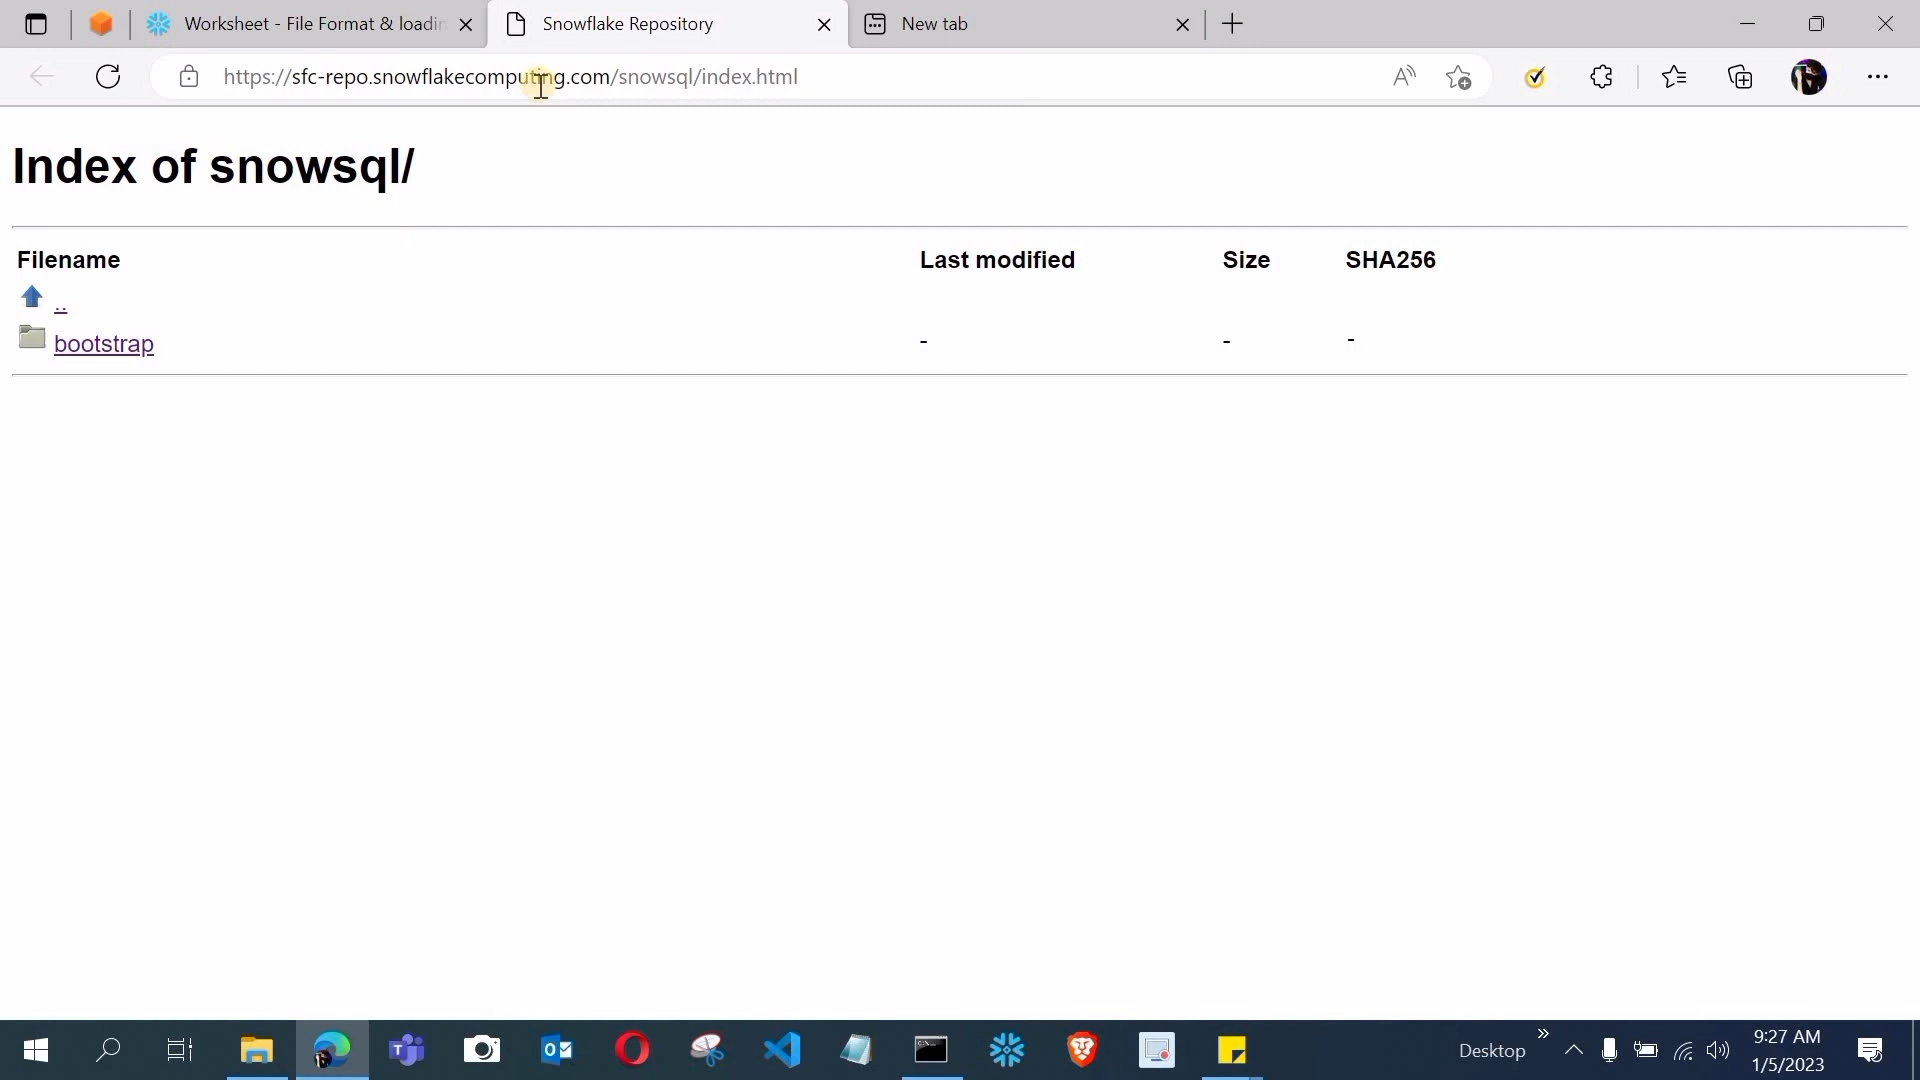 Worksheet - File Format & loadin
Snowflake Repository
New tab
https://sfc-repo.snowflakecomputing.com/snowsql/index.html
Index of snowsql/
Filename Last modified Size SHA256
..
bootstrap - - -
Desktop
9:27 AM
1/5/2023